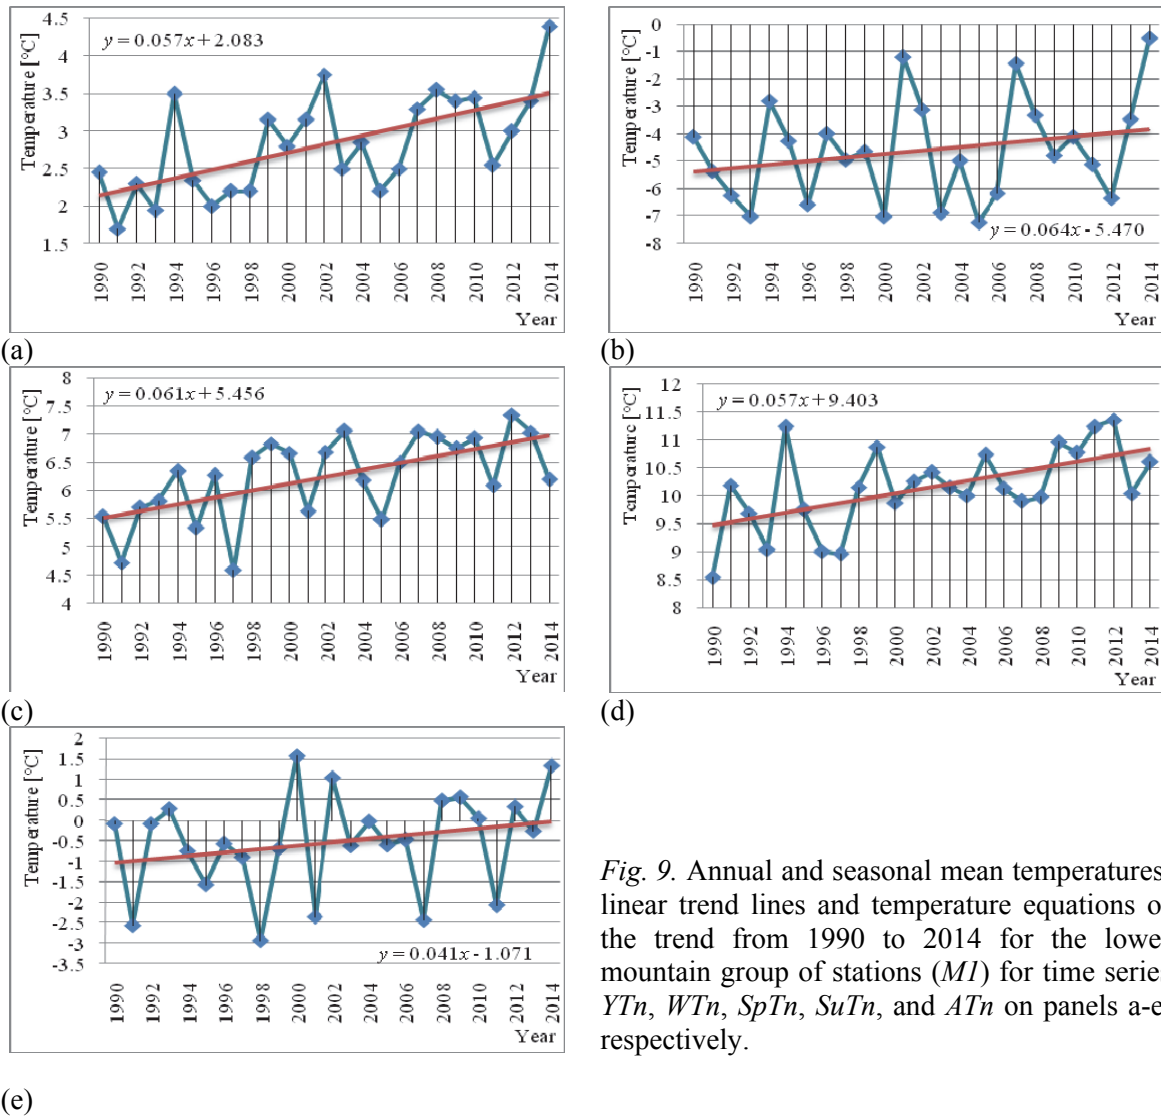 4.5
4
3.5
3
2.5
2
1.5
Temperature [°C]
y = 0.057x + 2.083
1990 1992 1994 1996 1998 2000 2002 2004 2006 2008 2010 2012 2014
Year
(a)
0
-1
-2
-3
-4
-5
-6
-7
-8
Temperature [°C]
y = 0.064x - 5.470
1990 1992 1994 1996 1998 2000 2002 2004 2006 2008 2010 2012 2014
Year
(b)
8
7.5
7
6.5
6
5.5
5
4.5
4
Temperature [°C]
y = 0.061x + 5.456
1990 1992 1994 1996 1998 2000 2002 2004 2006 2008 2010 2012 2014
Year
(c)
12
11.5
11
10.5
10
9.5
9
8.5
8
Temperature [°C]
y = 0.057x + 9.403
1990 1992 1994 1996 1998 2000 2002 2004 2006 2008 2010 2012 2014
Year
(d)
2
1.5
1
0.5
0
-0.5
-1
-1.5
-2
-2.5
-3
-3.5
Temperature [°C]
y = 0.041x - 1.071
1990 1992 1994 1996 1998 2000 2002 2004 2006 2008 2010 2012 2014
Year
(e)
Fig. 9. Annual and seasonal mean temperatures
linear trend lines and temperature equations o
the trend from 1990 to 2014 for the lowe
mountain group of stations (M1) for time serie
YTn, WTn, SpTn, SuTn, and ATn on panels a-e
respectively.